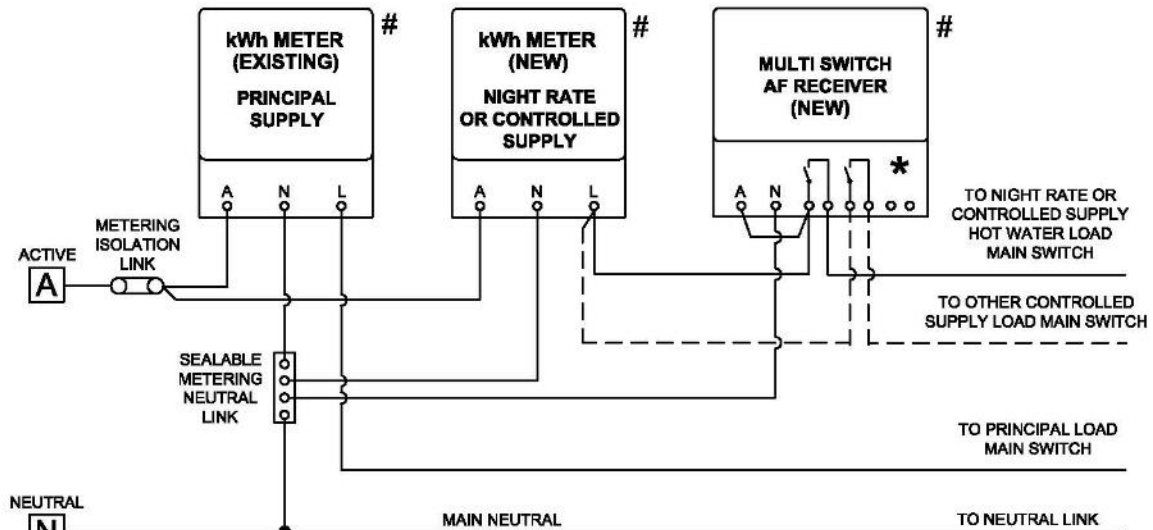 kWh METER
(EXISTING)
PRINCIPAL
SUPPLY
#
kWh METER
(NEW)
NIGHT RATE
OR CONTROLLED
SUPPLY
#
MULTI SWITCH
AF RECEIVER
(NEW)
#
*
A N L
A N L
A N
METERING
ISOLATION
LINK
ACTIVE
A
TO NIGHT RATE OR
CONTROLLED SUPPLY
HOT WATER LOAD
MAIN SWITCH
TO OTHER CONTROLLED
SUPPLY LOAD MAIN SWITCH
SEALABLE
METERING
NEUTRAL
LINK
TO PRINCIPAL LOAD
MAIN SWITCH
NEUTRAL
N
MAIN NEUTRAL
TO NEUTRAL LINK